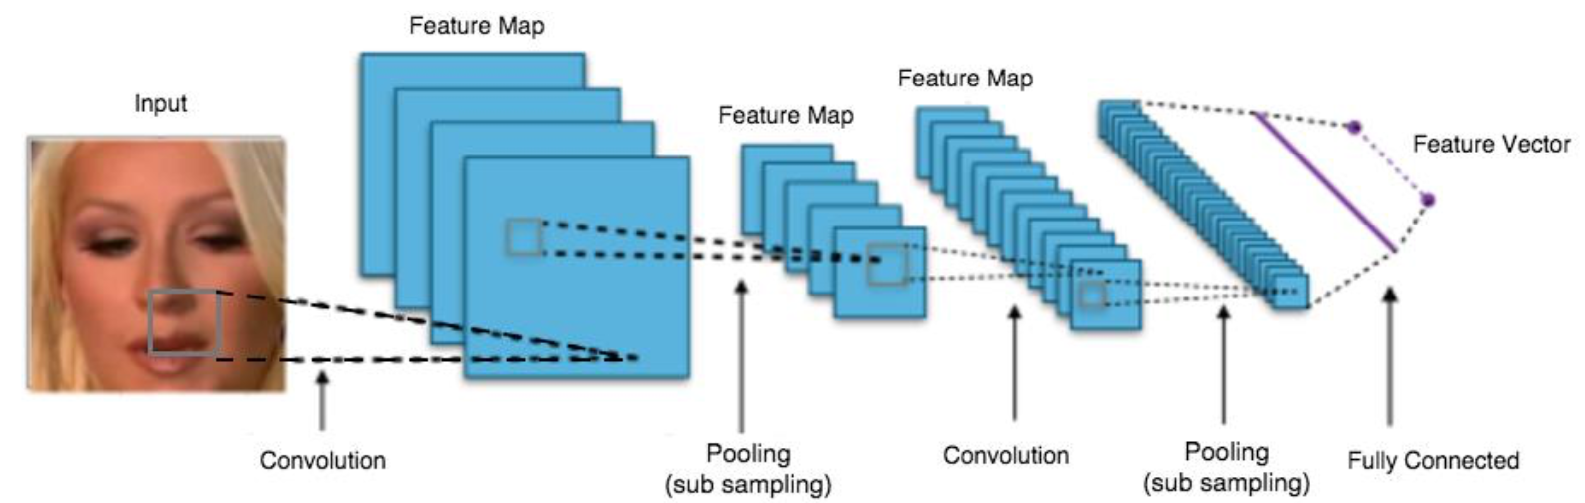 Feature Map
Input
Feature Map
Feature Map
Feature Vector
Convolution
Pooling
(sub sampling)
Convolution
Pooling
(sub sampling)
Fully Connected